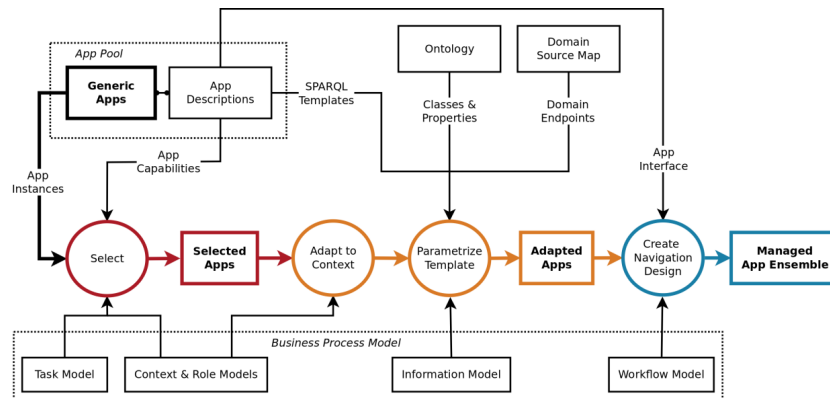 App Pool
Generic
Apps
App
Descriptions
SPARQL
Templates
Ontology
Domain
Source Map
Classes &
Properties
Domain
Endpoints
App
Instances
App
Capabilities
App
Interface
Select
Selected
Apps
Adapt to
Context
Parametrize
Template
Adapted
Apps
Create
Navigation
Design
Managed
App Ensemble
Business Process Model
Task Model
Context & Role Models
Information Model
Workflow Model